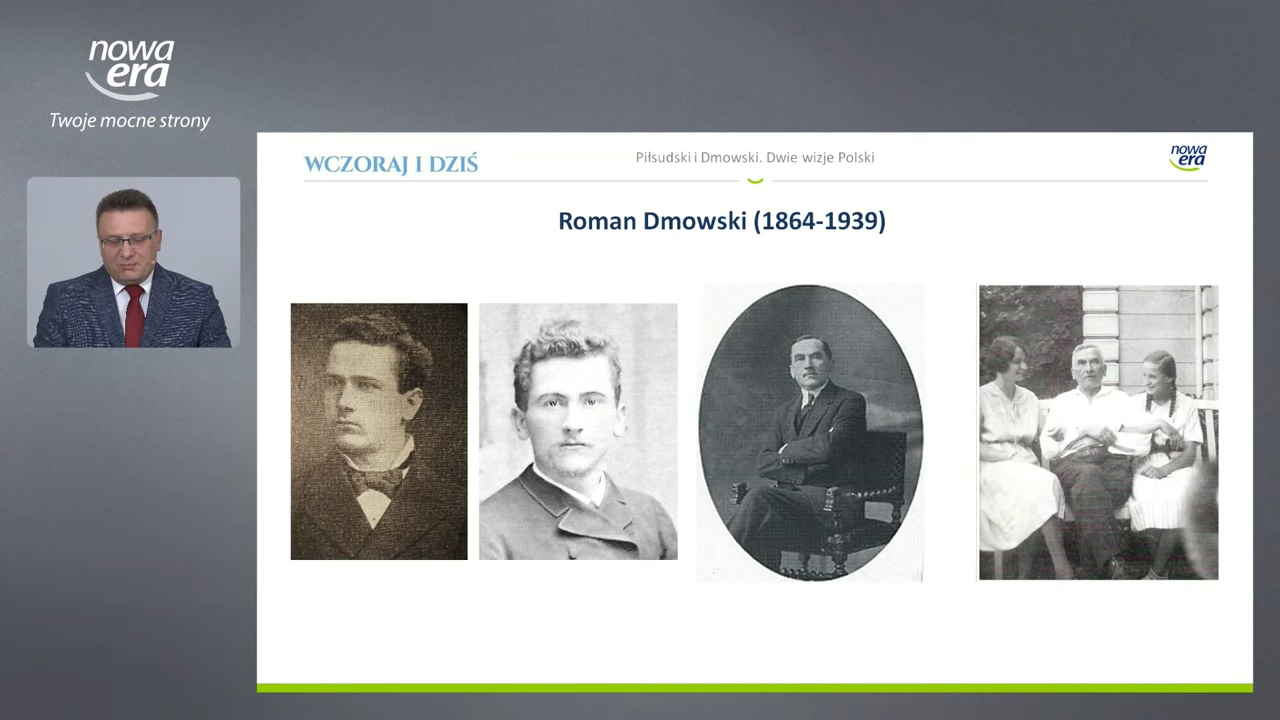 nowa
era
Twoje mocne strony
WCZORAJ I DZIŚ
Piłsudski i Dmowski. Dwie wizje Polski
nowa
era
Roman Dmowski (1864-1939)